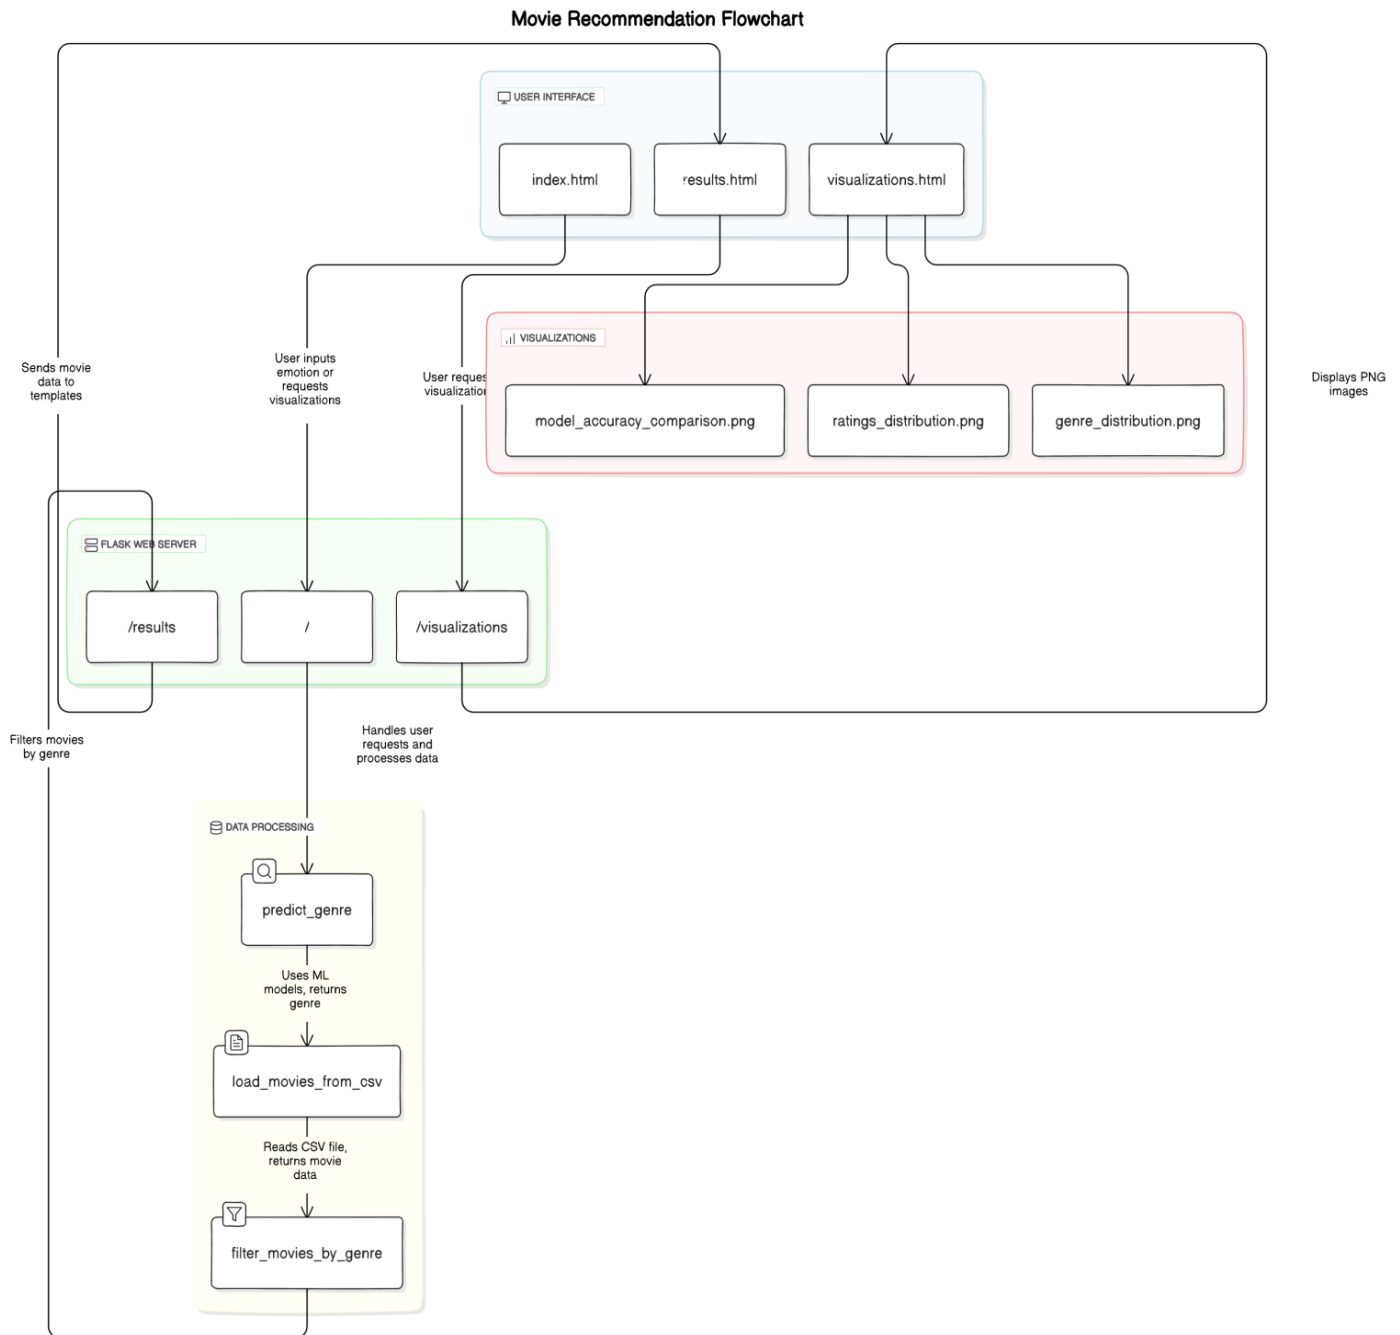 Movie Recommendation Flowchart
USER INTERFACE
index.html
results.html
visualizations.html
Sends movie
data to
templates
User inputs
emotion or
requests
visualizations
User reques
visualization
VISUALIZATIONS
model_accuracy_comparison.png
ratings_distribution.png
genre_distribution.png
Displays PNG
images
FLASK WEB SERVER
/results
/
/visualizations
Filters movies
by genre
Handles user
requests and
processes data
DATA PROCESSING
predict_genre
Uses ML
models, returns
genre
load_movies_from_csv
Reads CSV file,
returns movie
data
filter_movies_by_genre